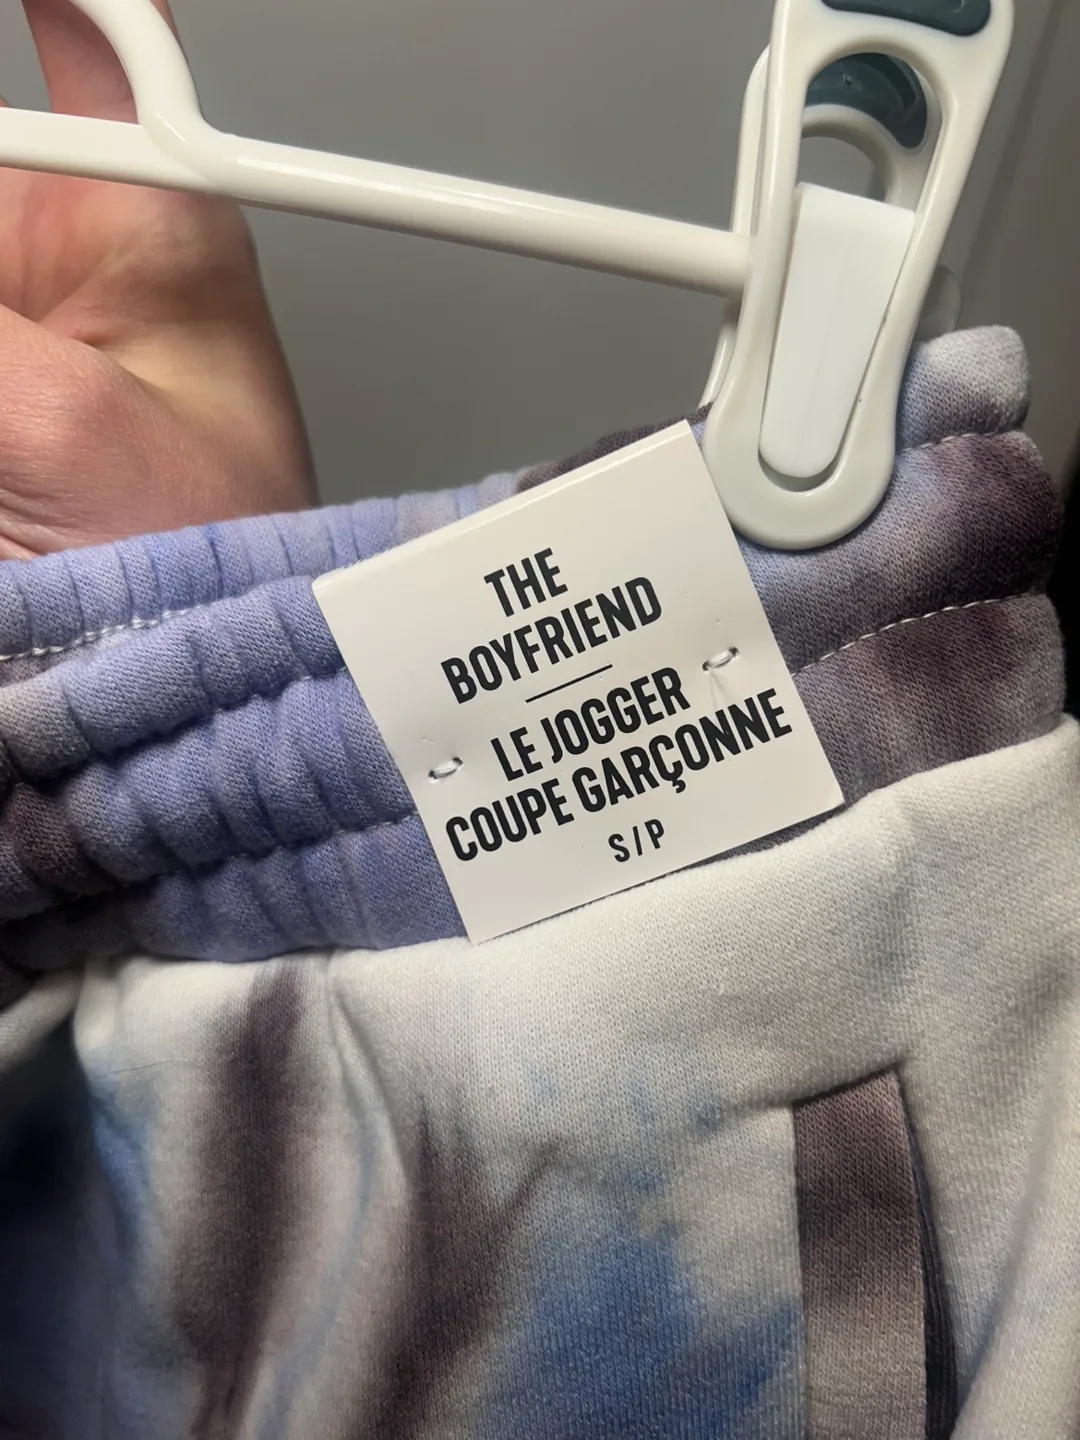 THE
BOYFRIEND
LE JOGGER
COUPE GARÇONNE
S/P